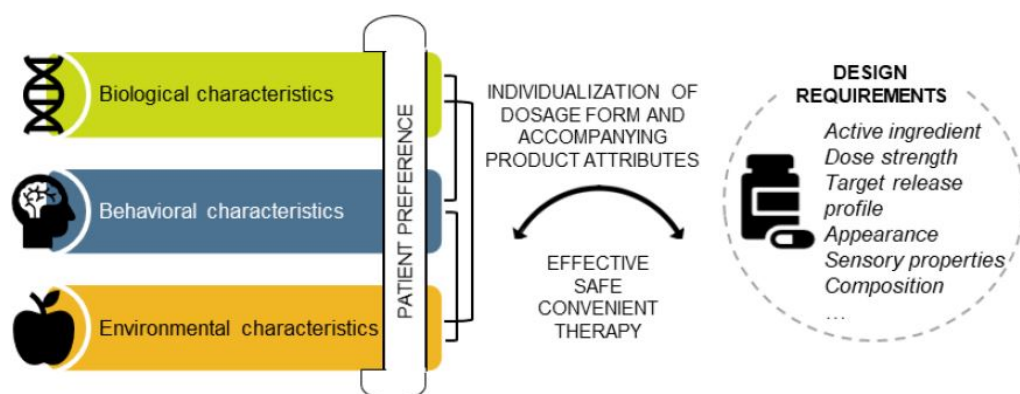 Biological characteristics
Behavioral characteristics
Environmental characteristics
PATIENT PREFERENCE
INDIVIDUALIZATION OF
DOSAGE FORM AND
ACCOMPANYING
PRODUCT ATTRIBUTES
EFFECTIVE
SAFE
CONVENIENT
THERAPY
DESIGN
REQUIREMENTS
Active ingredient
Dose strength
Target release
profile
Appearance
Sensory properties
Composition
...